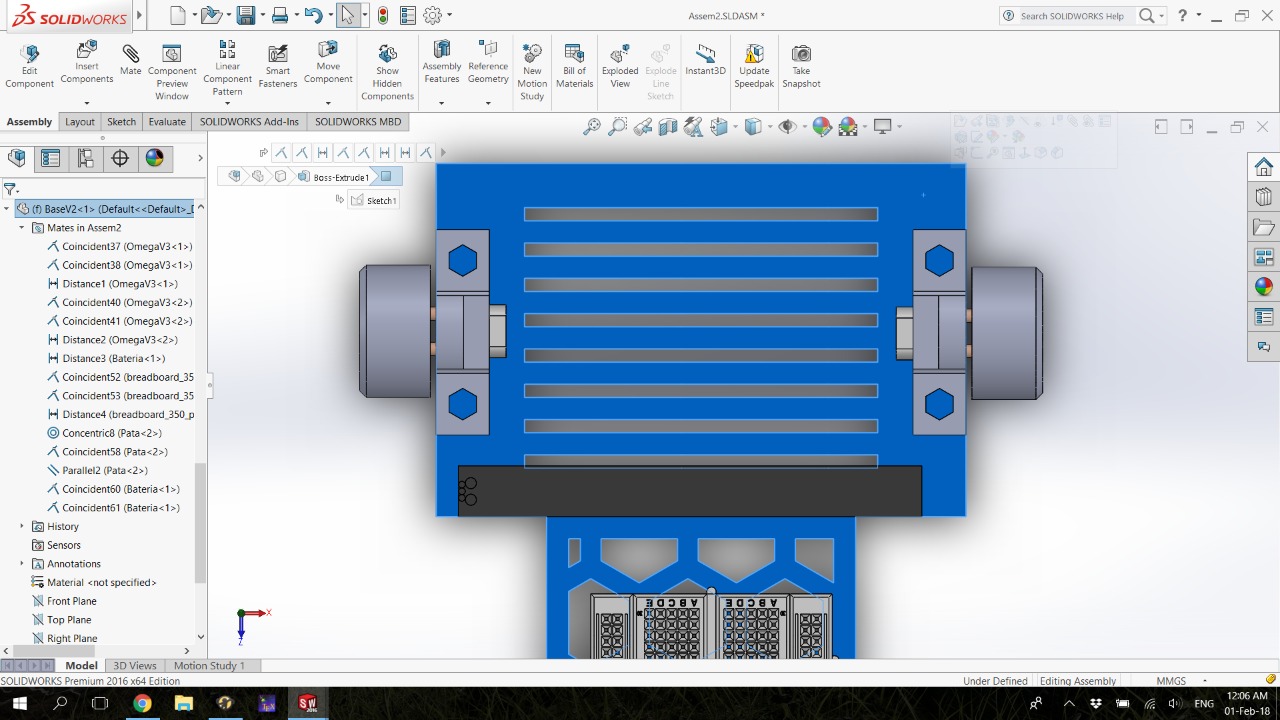 SOLIDWORKS
Assem2.SLDASM *
Search SOLIDWORKS Help
?
Edit Component
Insert Components
Mate
Component Preview Window
Linear Component Pattern
Smart Fasteners
Move Component
Show Hidden Components
Assembly Features
Reference Geometry
New Motion Study
Bill of Materials
Exploded View
Explode Line Sketch
Instant3D
Update Speedpak
Take Snapshot
Assembly
Layout
Sketch
Evaluate
SOLIDWORKS Add-Ins
SOLIDWORKS MBD
Boss-Extrude1
Sketch1
(f) BaseV2<1> (Default<<Default>_D
Mates in Assem2
Coincident37 (OmegaV3<1>)
Coincident38 (OmegaV3<1>)
Distance1 (OmegaV3<1>)
Coincident40 (OmegaV3<2>)
Coincident41 (OmegaV3<2>)
Distance2 (OmegaV3<2>)
Distance3 (Bateria<1>)
Coincident52 (breadboard_35
Coincident53 (breadboard_35
Distance4 (breadboard_350_p
Concentric8 (Pata<2>)
Coincident58 (Pata<2>)
Parallel2 (Pata<2>)
Coincident60 (Bateria<1>)
Coincident61 (Bateria<1>)
History
Sensors
Annotations
Material <not specified>
Front Plane
Top Plane
Right Plane
X
Z
A B C D E
A B C D E
Model
3D Views
Motion Study 1
SOLIDWORKS Premium 2016 x64 Edition
Under Defined
Editing Assembly
MMGS
ENG
12:06 AM
01-Feb-18